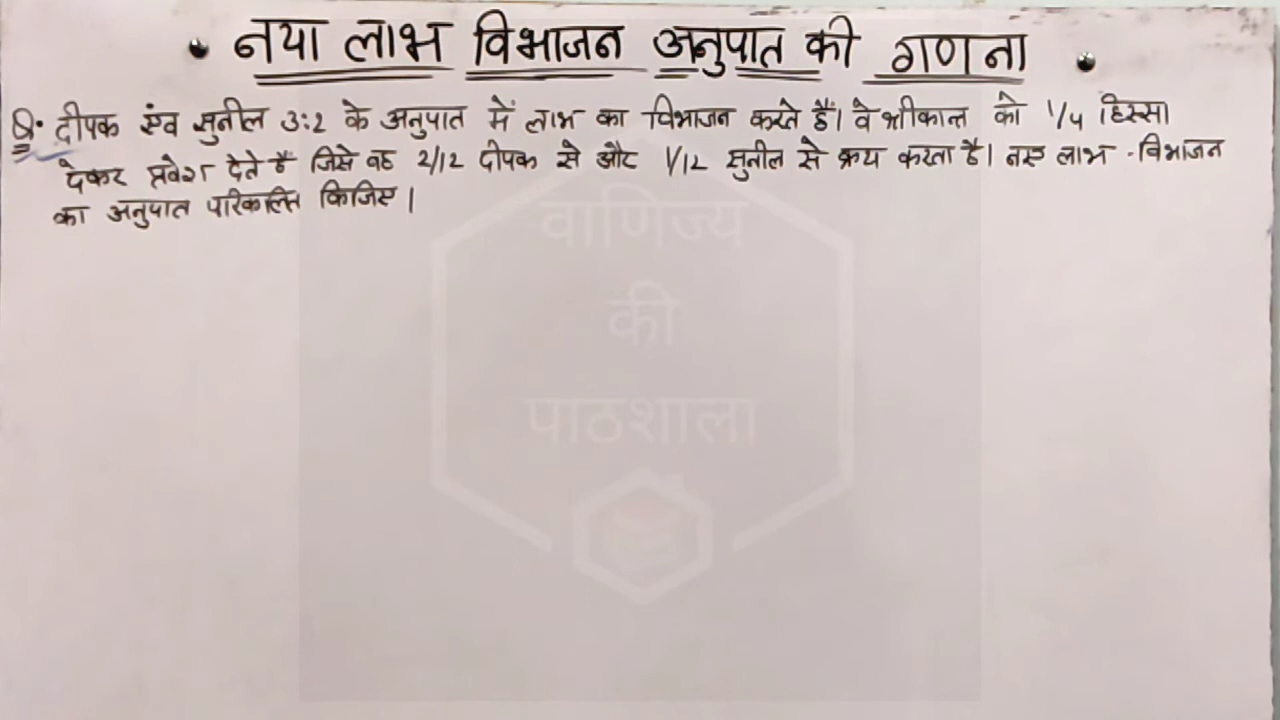 नया लाभ विभाजन अनुपात की गणना
Q. दीपक एंव सुनील 3:2 के अनुपात में लाभ का विभाजन करते हैं। वे श्रीकान्त को 1/4 हिस्सा
देकर प्रवेश देते हैं जिसे वह 2/12 दीपक से और 1/12 सुनील से क्रय करता है। नए लाभ - विभाजन
का अनुपात परिकलित किजिए।
वाणिज्य
की
पाठशाला